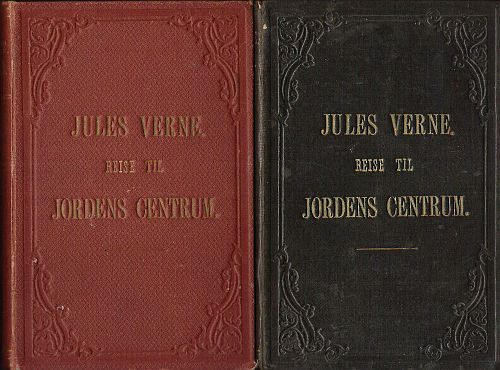 JULES VERNE.
REISE TIL
JORDENS CENTRUM.
JULES VERNE.
REISE TIL
JORDENS CENTRUM.